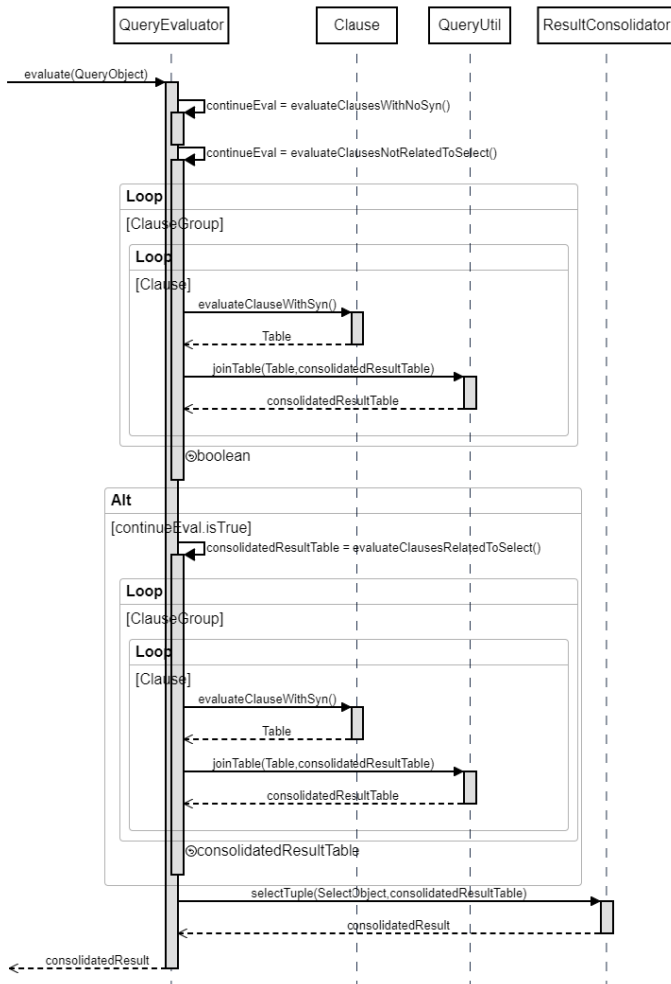 QueryEvaluator Clause QueryUtil ResultConsolidator
evaluate(QueryObject)
continueEval = evaluateClausesWithNoSyn()
continueEval = evaluateClausesNotRelatedToSelect()
Loop
[ClauseGroup]
Loop
[Clause]
evaluateClauseWithSyn()
Table
joinTable(Table,consolidatedResultTable)
consolidatedResultTable
boolean
Alt
[continueEval.isTrue]
consolidatedResultTable = evaluateClausesRelatedToSelect()
Loop
[ClauseGroup]
Loop
[Clause]
evaluateClauseWithSyn()
Table
joinTable(Table,consolidatedResultTable)
consolidatedResultTable
consolidatedResultTable
selectTuple(SelectObject,consolidatedResultTable)
consolidatedResult
consolidatedResult